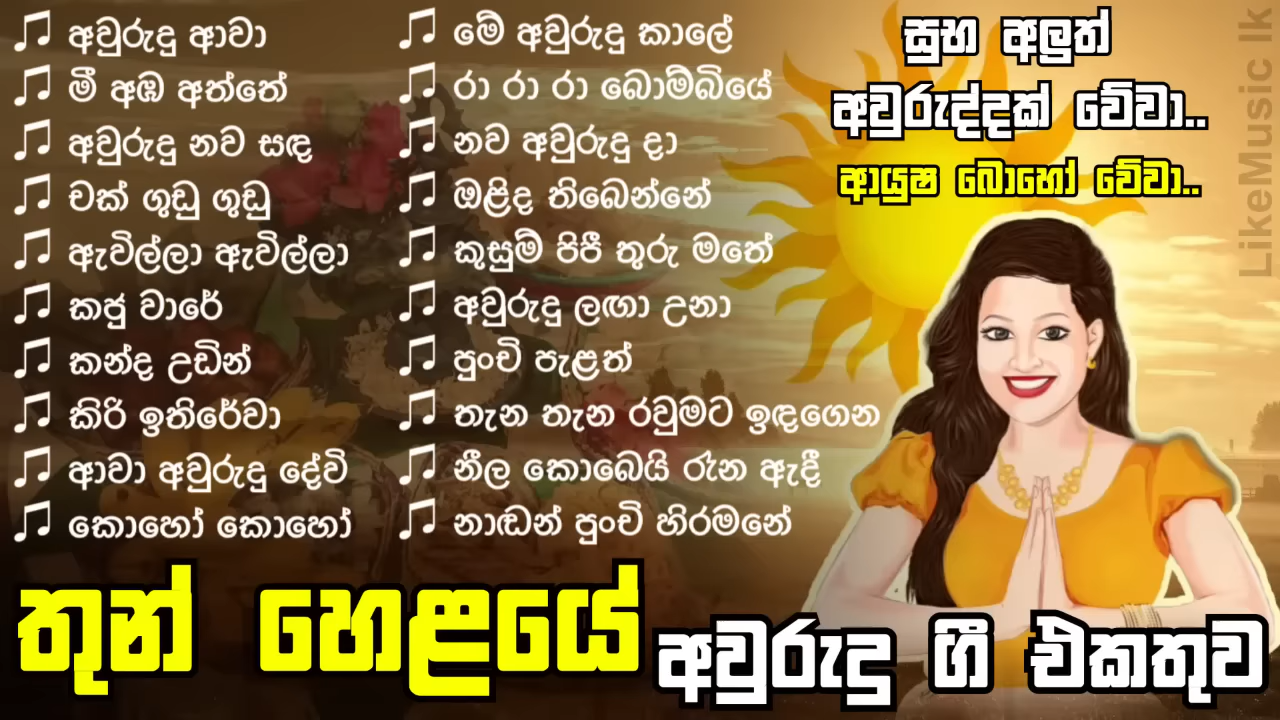 අවුරුදු ආවා
මී අඹ අත්තේ
අවුරුදු නව සඳ
චක් ගුඩු ගුඩු
ඇවිල්ලා ඇවිල්ලා
කජු වාරේ
කන්ද උඩින්
කිරි ඉතිරේවා
ආවා අවුරුදු දේවි
කොහෝ කොහෝ
මේ අවුරුදු කාලේ
රා රා රා බොම්බියේ
නව අවුරුදු දා
ඔළිඳ තිබෙන්නේ
කුසුම් පිපී තුරු මතේ
අවුරුදු ලඟා උනා
පුංචි පැළත්
තැන තැන රවුමට ඉඳගෙන
නීල කොබෙයි රෑන ඇදී
නාඬන් පුංචි හිරමනේ
සුභ අලුත්
අවුරුද්දක් වේවා..
ආයුෂ බොහෝ වේවා..
LikeMusic lk
තුන් හෙළයේ
අවුරුදු ගී එකතුව